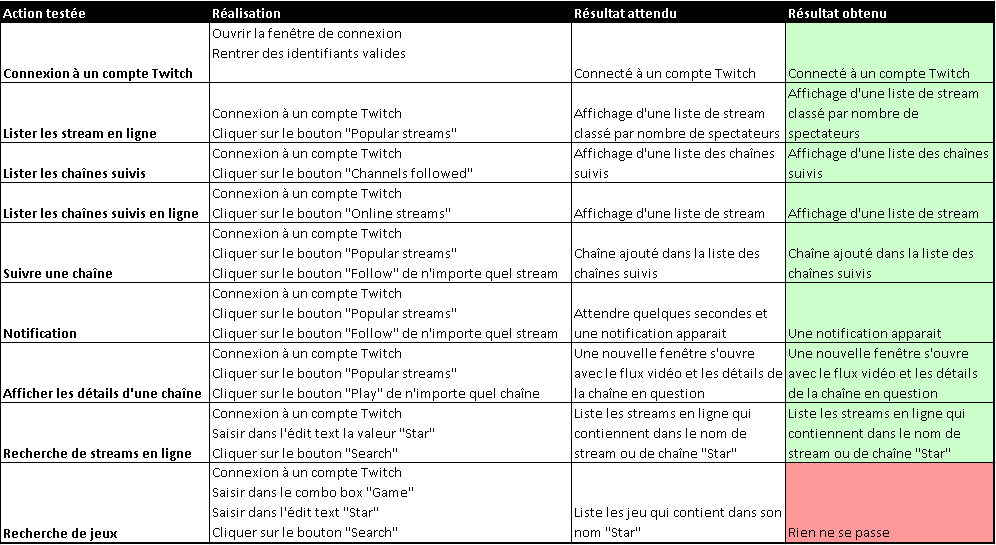 Action testée Réalisation Résultat attendu Résultat obtenu
Ouvrir la fenêtre de connexion
Rentrer des identifiants valides
Connexion à un compte Twitch Connecté à un compte Twitch Connecté à un compte Twitch
Affichage d'une liste de stream
Connexion à un compte Twitch Affichage d'une liste de stream classé par nombre de
Lister les stream en ligne Cliquer sur le bouton "Popular streams" classé par nombre de spectateurs spectateurs
Connexion à un compte Twitch Affichage d'une liste des chaînes Affichage d'une liste des chaînes
Lister les chaînes suivis Cliquer sur le bouton "Channels followed" suivis suivis
Connexion à un compte Twitch
Lister les chaînes suivis en ligne Cliquer sur le bouton "Online streams" Affichage d'une liste de stream Affichage d'une liste de stream
Connexion à un compte Twitch
Cliquer sur le bouton "Popular streams" Chaîne ajouté dans la liste des Chaîne ajouté dans la liste des
Suivre une chaîne Cliquer sur le bouton "Follow" de n'importe quel stream chaînes suivis chaînes suivis
Connexion à un compte Twitch
Cliquer sur le bouton "Popular streams" Attendre quelques secondes et
Notification Cliquer sur le bouton "Follow" de n'importe quel stream une notification apparait Une notification apparait
Connexion à un compte Twitch Une nouvelle fenêtre s'ouvre Une nouvelle fenêtre s'ouvre
Cliquer sur le bouton "Popular streams" avec le flux vidéo et les détails de avec le flux vidéo et les détails
Afficher les détails d'une chaîne Cliquer sur le bouton "Play" de n'importe quel chaîne la chaîne en question de la chaîne en question
Connexion à un compte Twitch Liste les streams en ligne qui Liste les streams en ligne qui
Saisir dans l'édit text la valeur "Star" contiennent dans le nom de contiennent dans le nom de
Recherche de streams en ligne Cliquer sur le bouton "Search" stream ou de chaîne "Star" stream ou de chaîne "Star"
Connexion à un compte Twitch
Saisir dans le combo box "Game"
Saisir dans l'édit text "Star" Liste les jeu qui contient dans son
Recherche de jeux Cliquer sur le bouton "Search" nom "Star" Rien ne se passe